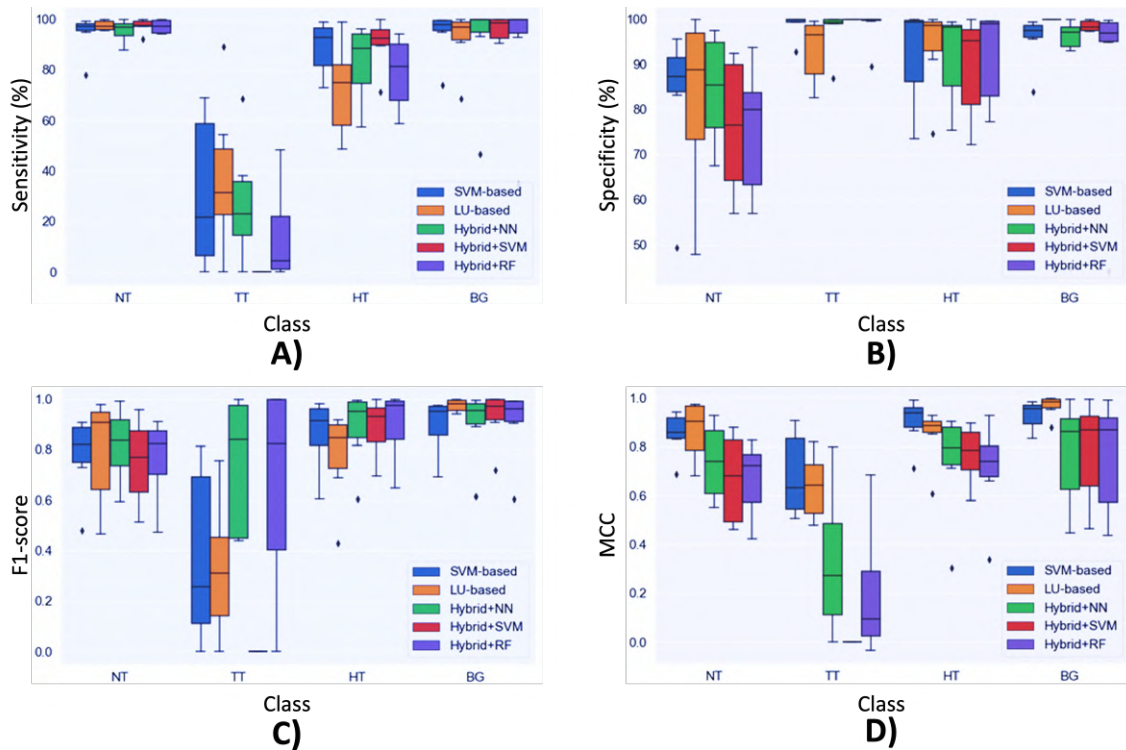 100
80
60
40
20
0
Sensitivity (%)
SVM-based
LU-based
Hybrid+NN
Hybrid+SVM
Hybrid+RF
NT TT HT BG
Class
A)
100
90
80
70
60
50
Specificity (%)
SVM-based
LU-based
Hybrid+NN
Hybrid+SVM
Hybrid+RF
NT TT HT BG
Class
B)
1.0
0.8
0.6
0.4
0.2
0.0
F1-score
SVM-based
LU-based
Hybrid+NN
Hybrid+SVM
Hybrid+RF
NT TT HT BG
Class
C)
1.0
0.8
0.6
0.4
0.2
0.0
MCC
SVM-based
LU-based
Hybrid+NN
Hybrid+SVM
Hybrid+RF
NT TT HT BG
Class
D)